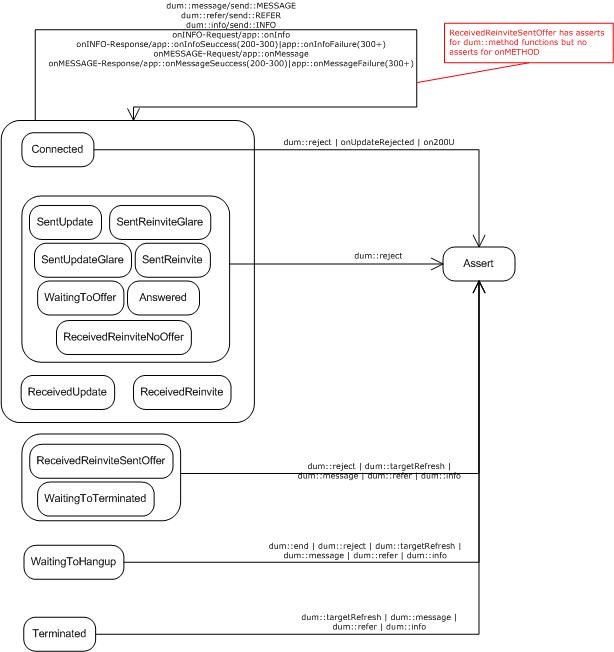 dum::message/send::MESSAGE
dum::refer/send::REFER
dum::info/send::INFO
onINFO-Request/app::onInfo
onINFO-Response/app::onInfoSeuccess(200-300)|app::onInfoFailure(300+)
onMESSAGE-Request/app::onMessage
onMESSAGE-Response/app::onMessageSeuccess(200-300)|app::onMessageFailure(300+)
ReceivedReinviteSentOffer has asserts
for dum::method functions but no
asserts for onMETHOD
Connected
dum::reject | onUpdateRejected | on200U
SentUpdate
SentReinviteGlare
SentUpdateGlare
SentReinvite
dum::reject
Assert
WaitingToOffer
Answered
ReceivedReinviteNoOffer
ReceivedUpdate
ReceivedReinvite
ReceivedReinviteSentOffer
WaitingToTerminated
dum::reject | dum::targetRefresh |
dum::message | dum::refer | dum::info
WaitingToHangup
dum::end | dum::reject | dum::targetRefresh |
dum::message | dum::refer | dum::info
Terminated
dum::targetRefresh | dum::message |
dum::refer | dum::info